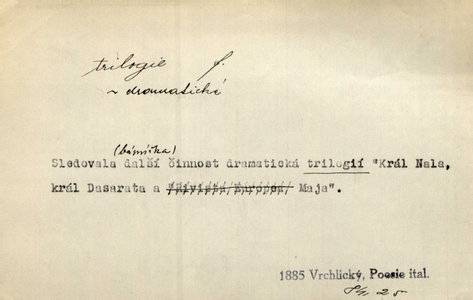 trilogie f.
~ dramatická
(básníka)
Sledovala další činnost dramatická trilogií "Král Nala,
král Dasarata a Maja".
1885 Vrchlický, Poesie ital.